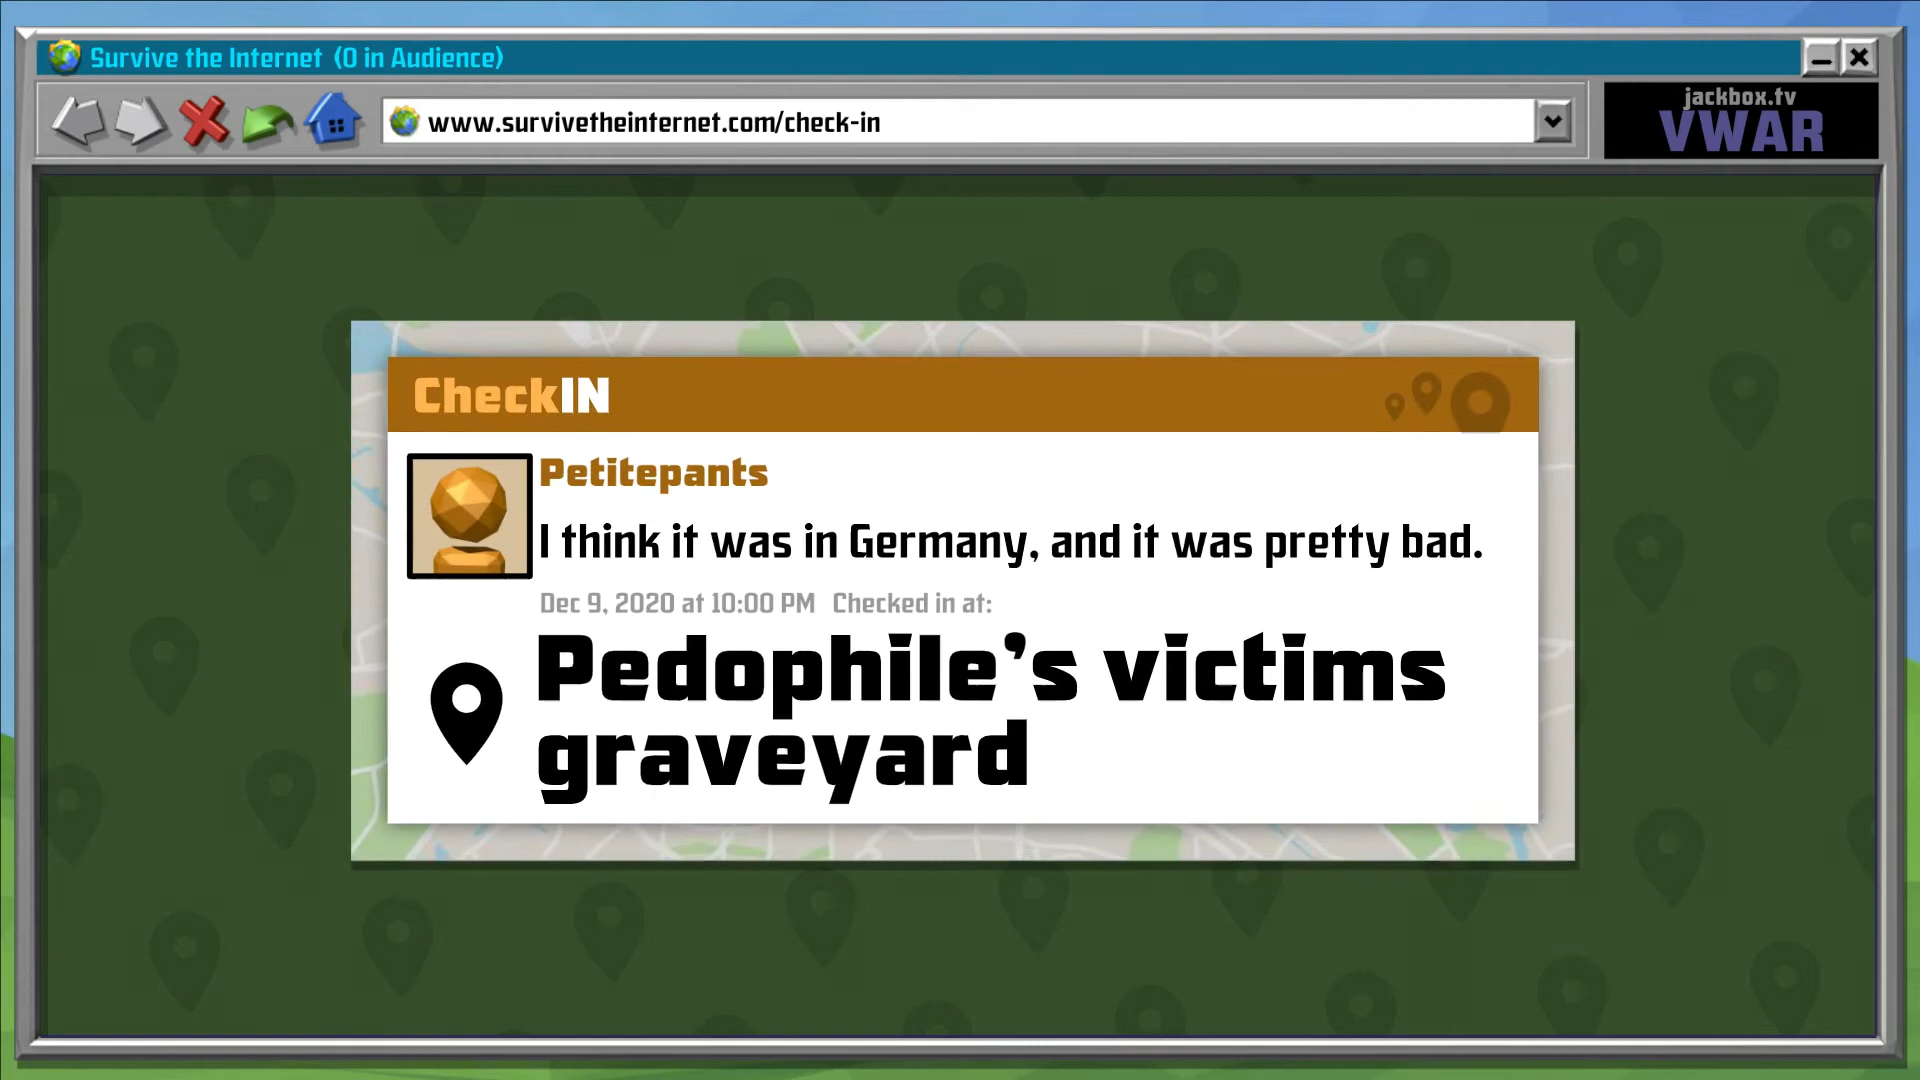 Survive the Internet (0 in Audience)
www.survivetheinternet.com/check-in
jackbox.tv
VWAR
CheckIN
Petitepants
I think it was in Germany, and it was pretty bad.
Dec 9, 2020 at 10:00 PM Checked in at:
Pedophile's victims
graveyard